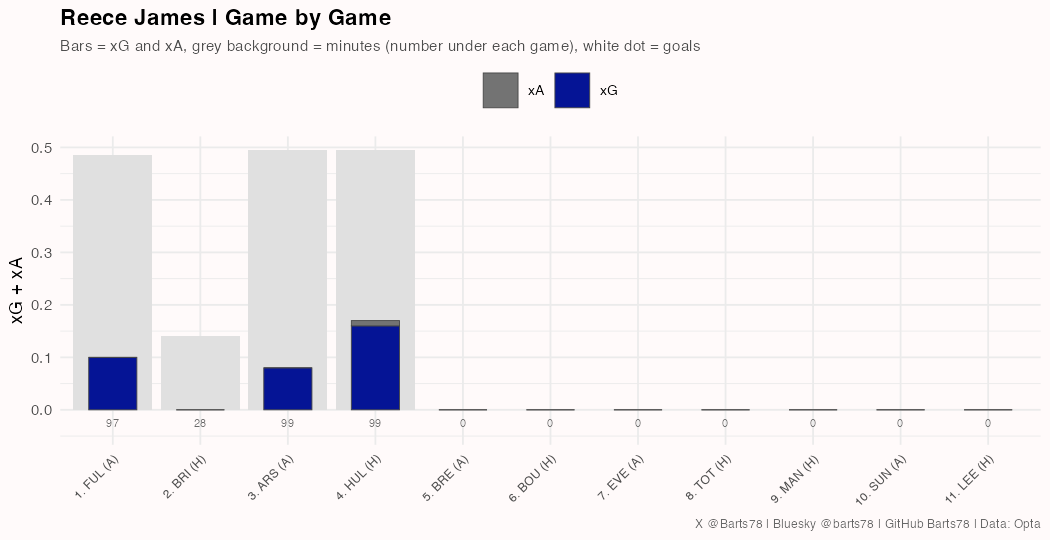 Reece James | Game by Game
Bars = xG and xA, grey background = minutes (number under each game), white dot = goals
xA xG
xG + xA
0.5
0.4
0.3
0.2
0.1
0.0
97 28 99 99 0 0 0 0 0 0 0
1. FUL (A) 2. BRI (H) 3. ARS (A) 4. HUL (H) 5. BRE (A) 6. BOU (H) 7. EVE (A) 8. TOT (H) 9. MAN (H) 10. SUN (A) 11. LEE (H)
X @Barts78 | Bluesky @barts78 | GitHub Barts78 | Data: Opta